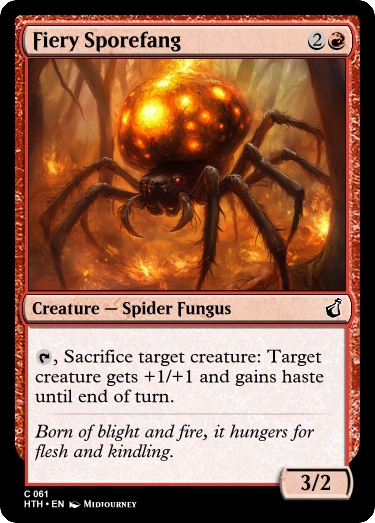 Fiery Sporefang 2
Creature — Spider Fungus
, Sacrifice target creature: Target
creature gets +1/+1 and gains haste
until end of turn.
Born of blight and fire, it hungers for
flesh and kindling.
3/2
C 061
HTH • EN Midjourney